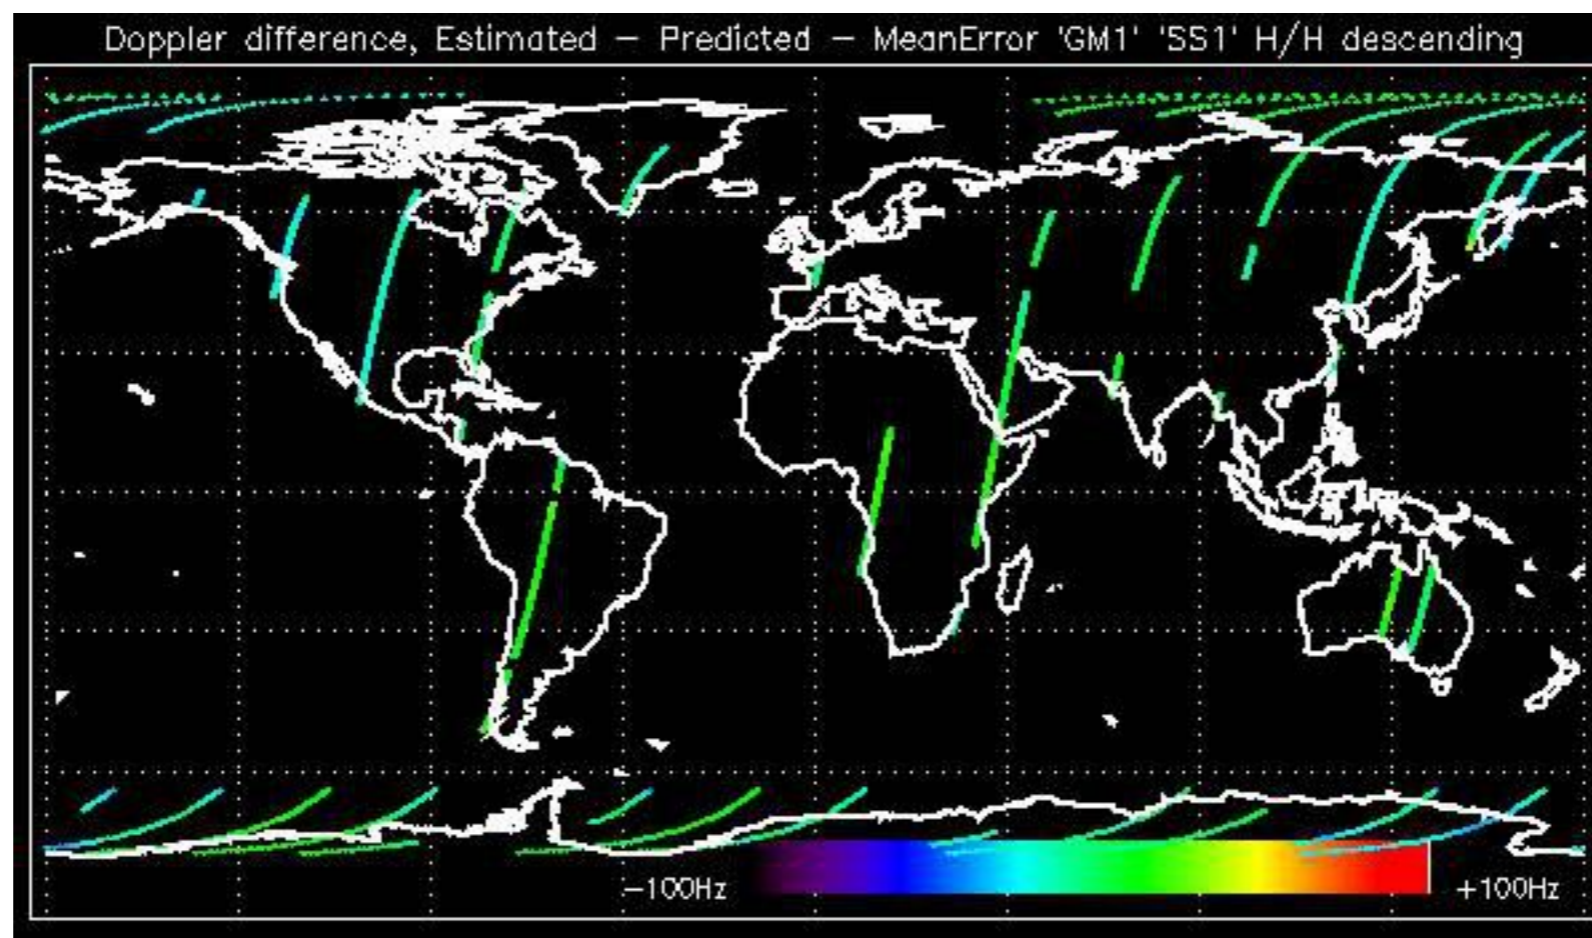 Doppler difference, Estimated – Predicted – MeanError 'GM1' 'SS1' H/H descending
–100Hz
+100Hz